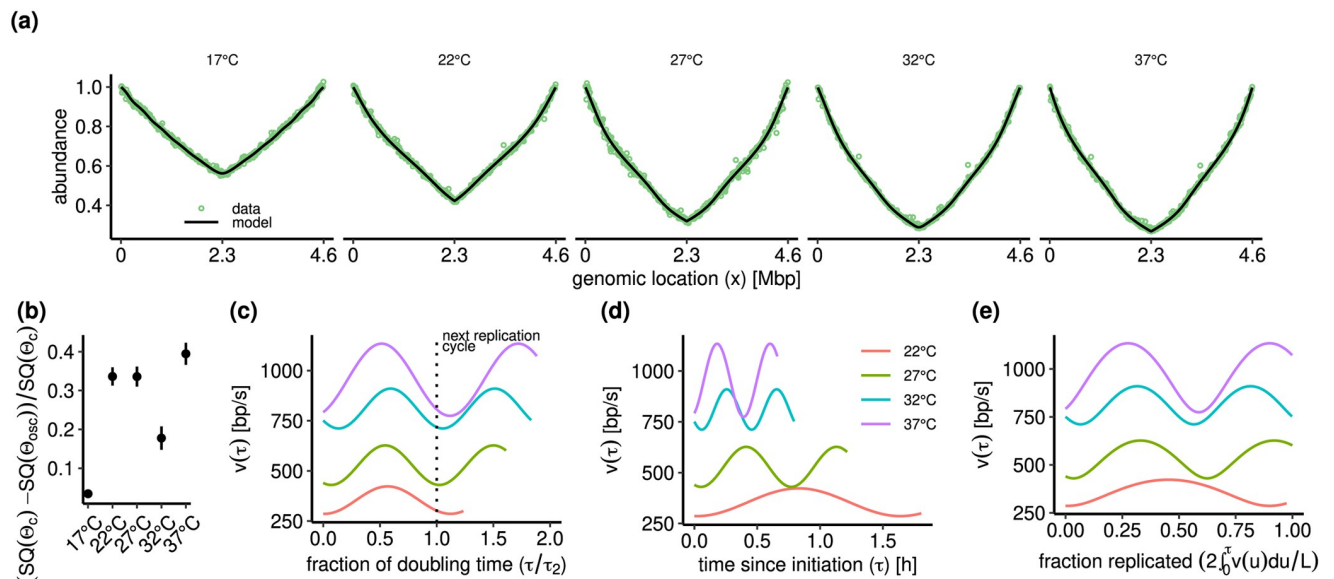 (a)
17°C 22°C 27°C 32°C 37°C
abundance
1.0
0.8
0.6
0.4
data
model
0 2.3 4.6 0 2.3 4.6 0 2.3 4.6 0 2.3 4.6 0 2.3 4.6
genomic location (x) [Mbp]
(b)
(SQ(Θc) −SQ(Θosc))/SQ(Θc)
0.4
0.3
0.2
0.1
17°C 22°C 27°C 32°C 37°C
(c)
v(τ) [bp/s]
1000
750
500
250
next replication
cycle
0.0 0.5 1.0 1.5 2.0
fraction of doubling time (τ/τ2)
(d)
v(τ) [bp/s]
1000
750
500
250
22°C
27°C
32°C
37°C
0.0 0.5 1.0 1.5
time since initiation (τ) [h]
(e)
v(τ) [bp/s]
1000
750
500
250
0.00 0.25 0.50 0.75 1.00
fraction replicated (2∫0τv(u)du/L)